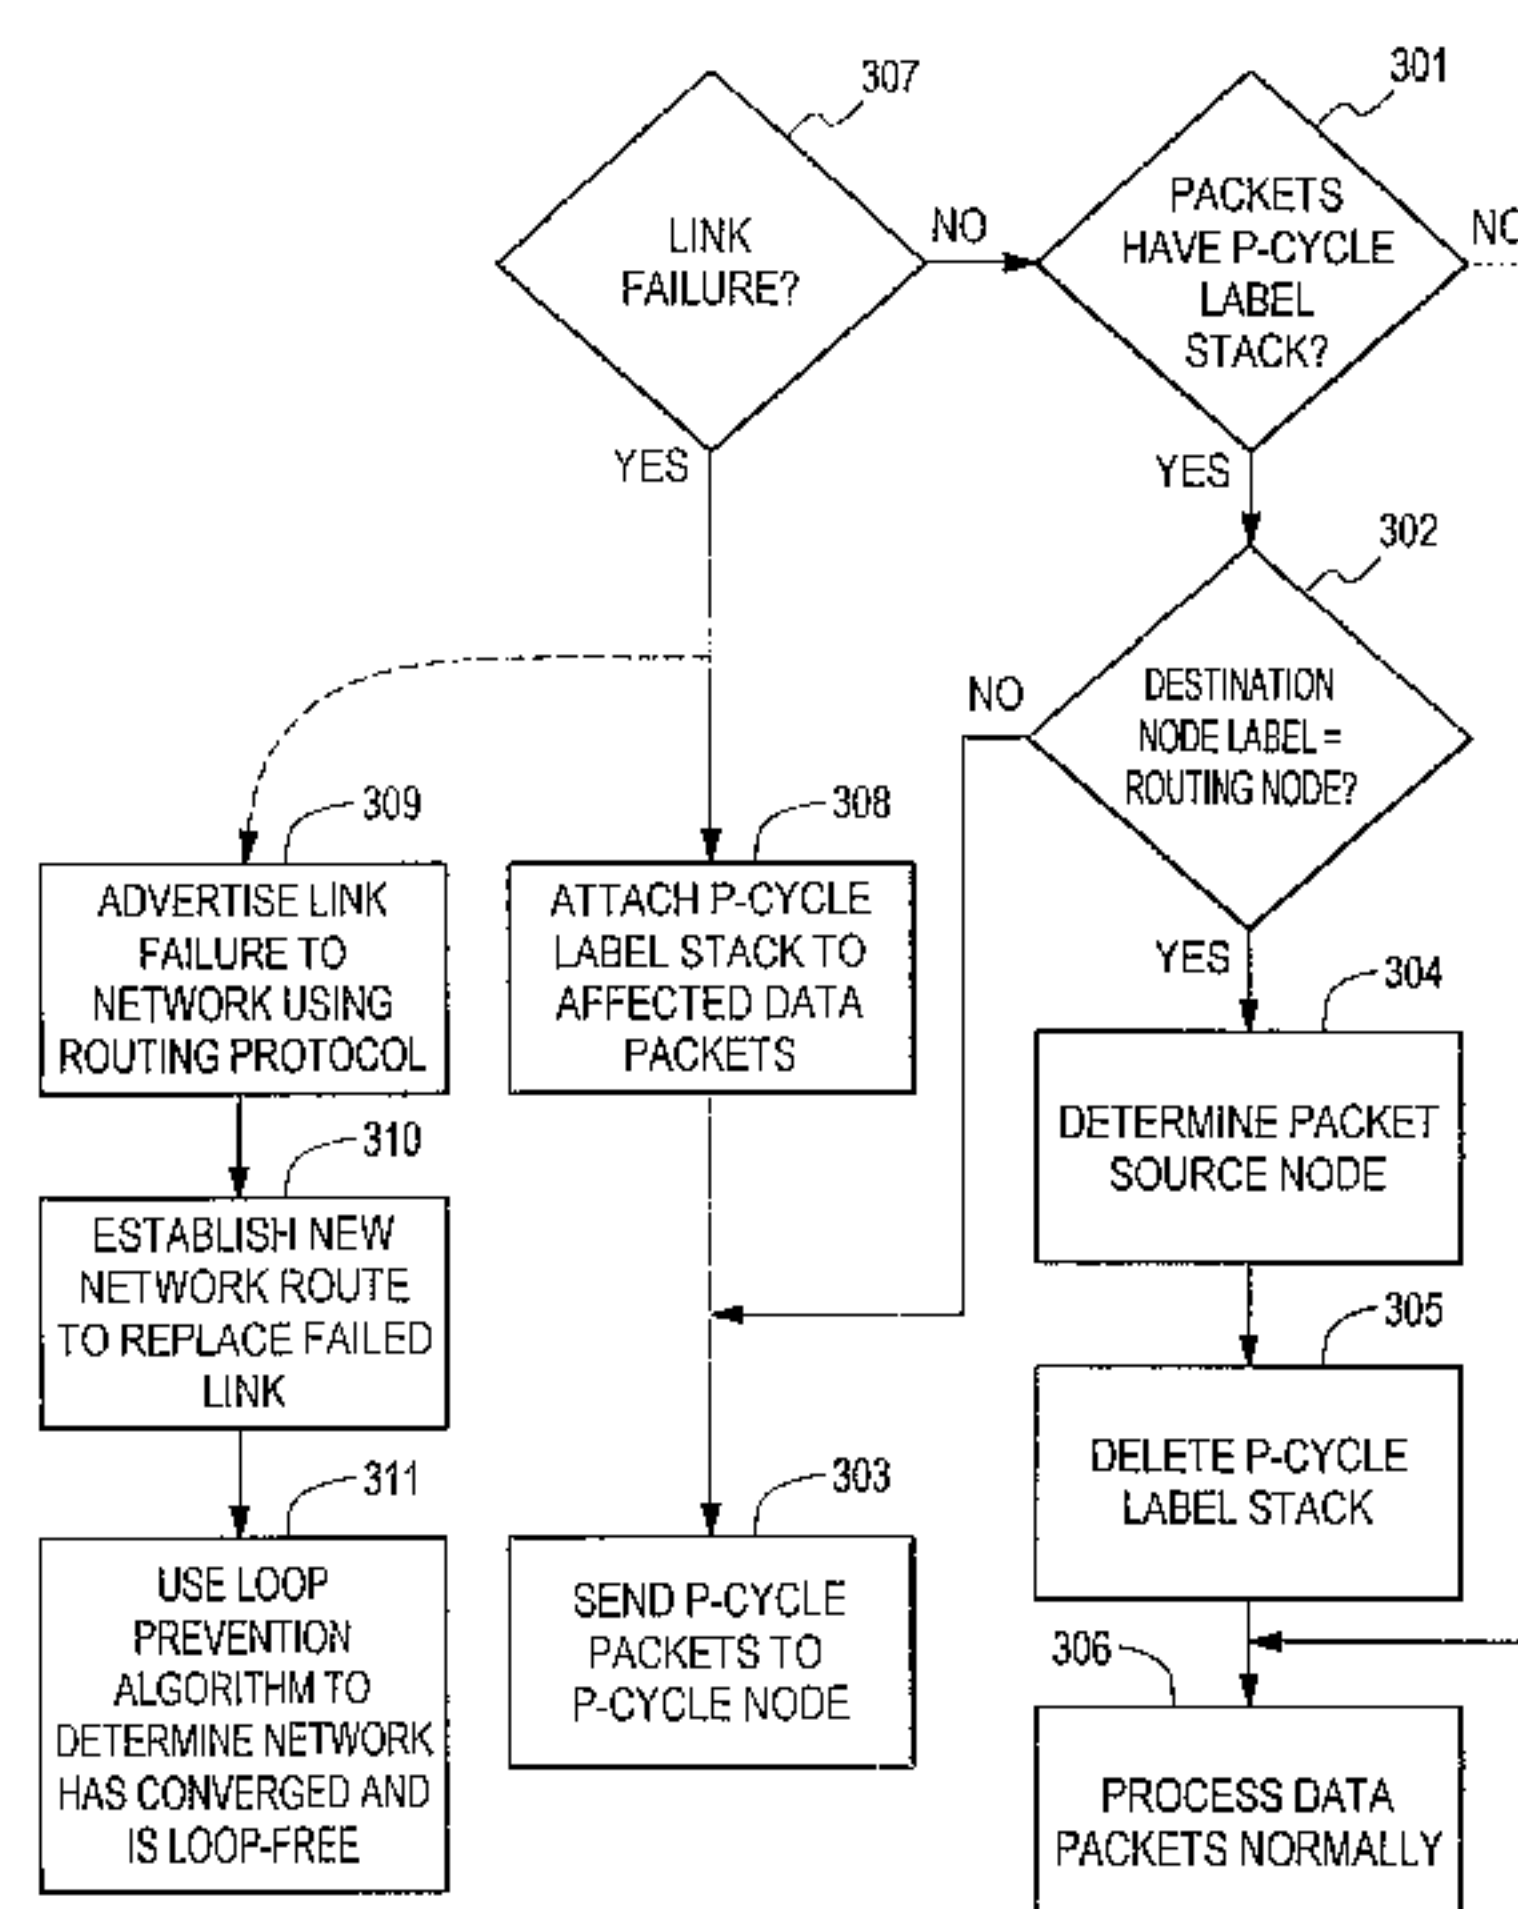 307
LINK
FAILURE?
NO
YES
301
PACKETS
HAVE P-CYCLE
LABEL
STACK?
YES
302
DESTINATION
NODE LABEL =
ROUTING NODE?
NO
YES
309
ADVERTISE LINK
FAILURE TO
NETWORK USING
ROUTING PROTOCOL
308
ATTACH P-CYCLE
LABEL STACK TO
AFFECTED DATA
PACKETS
304
DETERMINE PACKET
SOURCE NODE
310
ESTABLISH NEW
NETWORK ROUTE
TO REPLACE FAILED
LINK
305
DELETE P-CYCLE
LABEL STACK
311
USE LOOP
PREVENTION
ALGORITHM TO
DETERMINE NETWORK
HAS CONVERGED AND
IS LOOP-FREE
303
SEND P-CYCLE
PACKETS TO
P-CYCLE NODE
306
PROCESS DATA
PACKETS NORMALLY